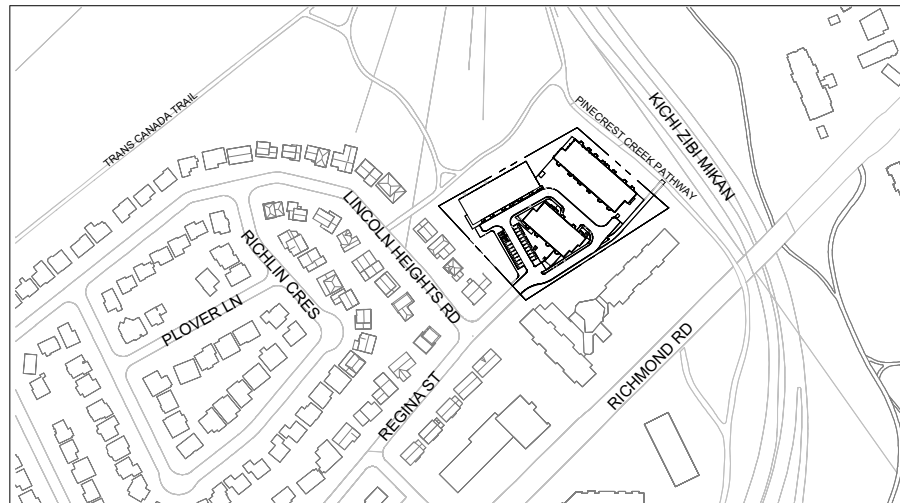 TRANS CANADA TRAIL
KICHI ZIBI MIKAN
PINECREST CREEK PATHWAY
LINCOLN HEIGHTS RD
RICHLIN CRES
PLOVER LN
RICHMOND RD
REGINA ST